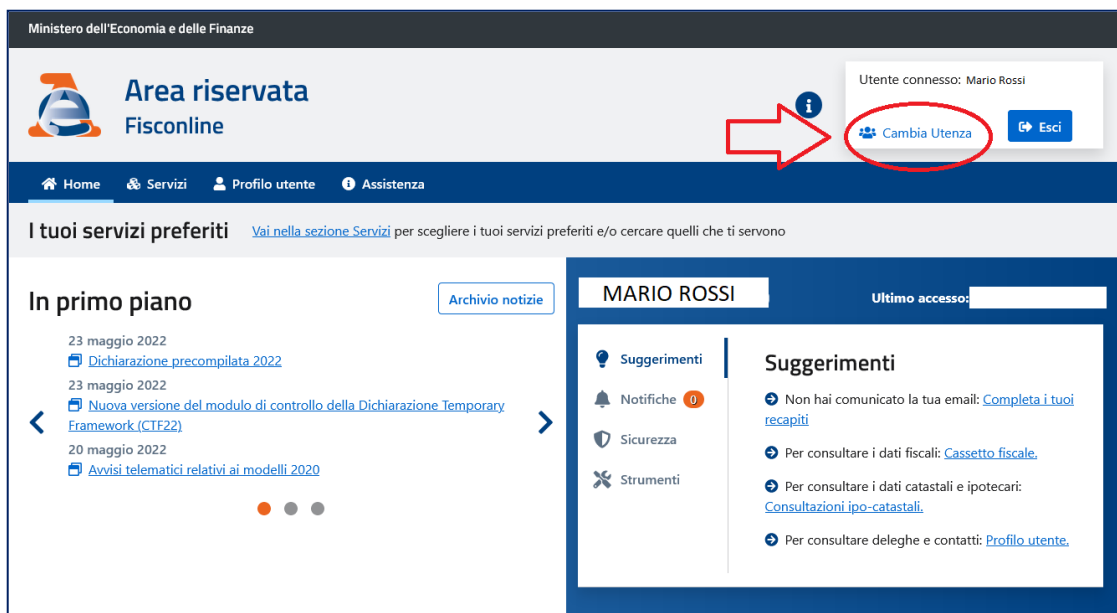 Ministero dell'Economia e delle Finanze
Area riservata
Fisconline
Utente connesso: Mario Rossi
Cambia Utenza
Esci
Home
Servizi
Profilo utente
Assistenza
I tuoi servizi preferiti
Vai nella sezione Servizi per scegliere i tuoi servizi preferiti e/o cercare quelli che ti servono
In primo piano
Archivio notizie
23 maggio 2022
Dichiarazione precompilata 2022
23 maggio 2022
Nuova versione del modulo di controllo della Dichiarazione Temporary
Framework (CTF22)
20 maggio 2022
Avvisi telematici relativi ai modelli 2020
MARIO ROSSI
Ultimo accesso:
Suggerimenti
Notifiche 0
Sicurezza
Strumenti
Suggerimenti
Non hai comunicato la tua email: Completa i tuoi
recapiti
Per consultare i dati fiscali: Cassetto fiscale.
Per consultare i dati catastali e ipotecari:
Consultazioni ipo-catastali.
Per consultare deleghe e contatti: Profilo utente.